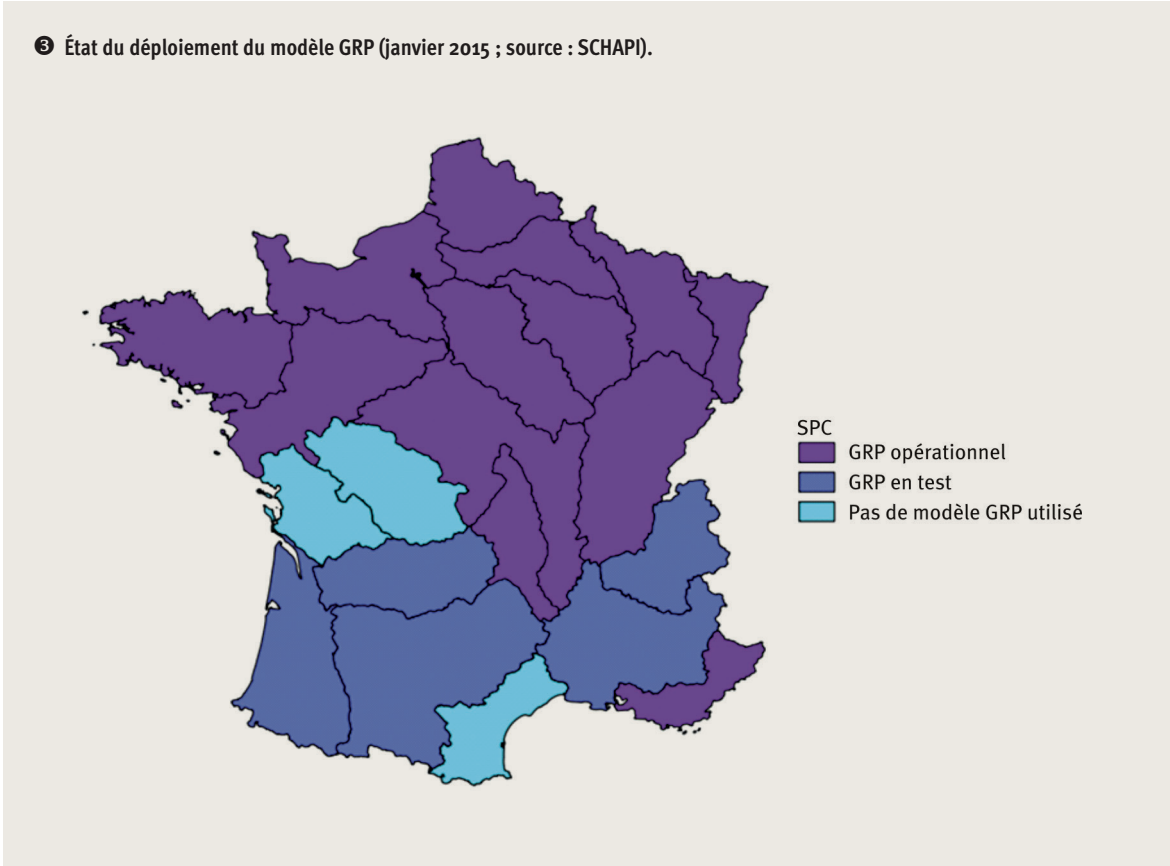 ❸ État du déploiement du modèle GRP (janvier 2015 ; source : SCHAPI).
SPC
GRP opérationnel
GRP en test
Pas de modèle GRP utilisé